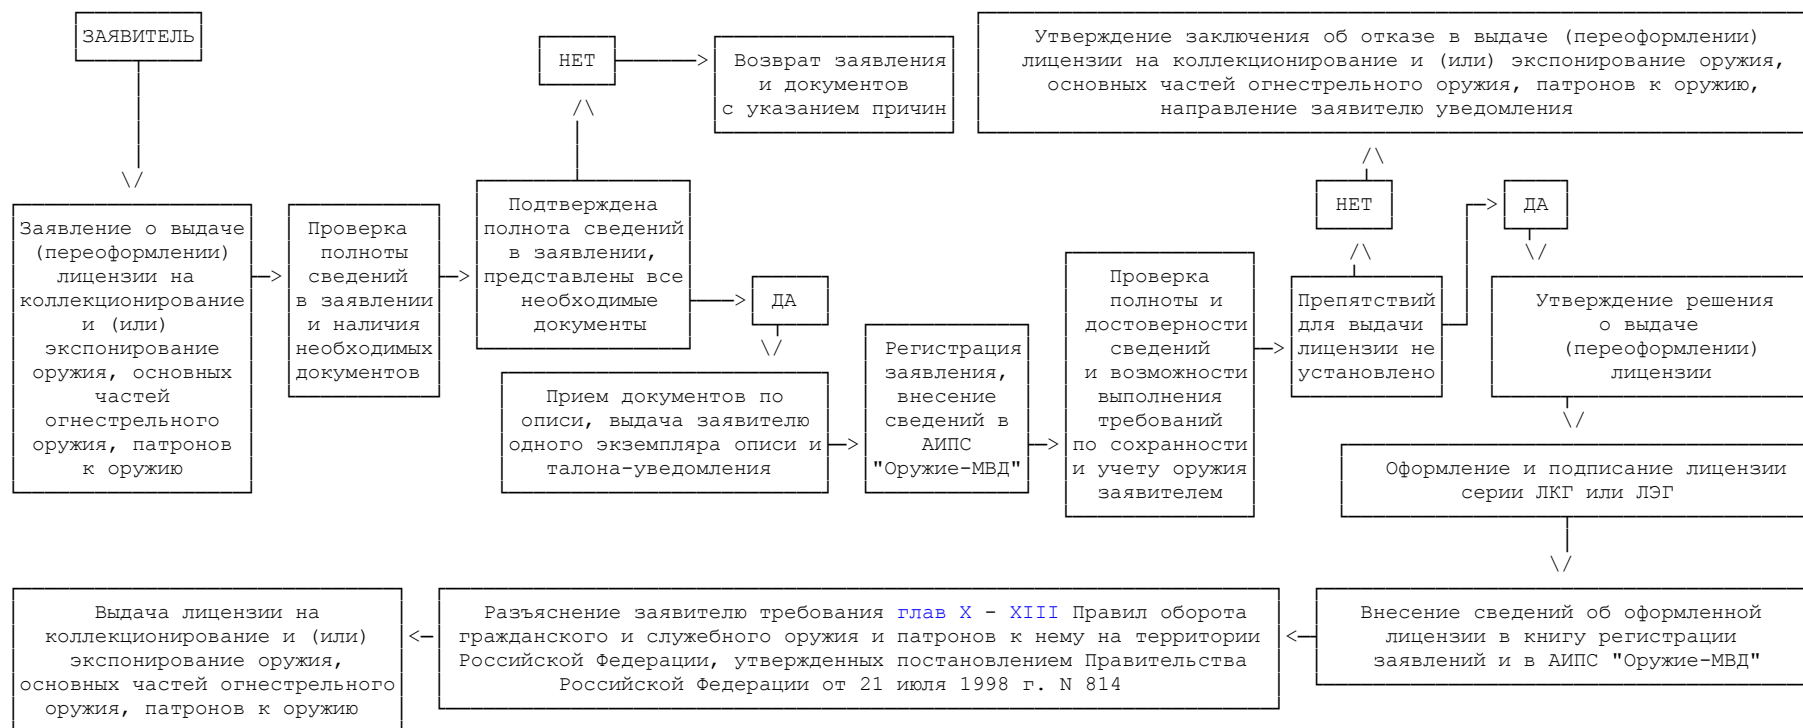 ЗАЯВИТЕЛЬ
НЕТ
Возврат заявления
и документов
с указанием причин
Утверждение заключения об отказе в выдаче (переоформлении)
лицензии на коллекционирование и (или) экспонирование оружия,
основных частей огнестрельного оружия, патронов к оружию,
направление заявителю уведомления
Заявление о выдаче
(переоформлении)
лицензии на
коллекционирование
и (или)
экспонирование
оружия, основных
частей
огнестрельного
оружия, патронов
к оружию
Проверка
полноты
сведений
в заявлении
и наличия
необходимых
документов
Подтверждена
полнота сведений
в заявлении,
представлены все
необходимые
документы
ДА
Прием документов по
описи, выдача заявителю
одного экземпляра описи и
талона-уведомления
Регистрация
заявления,
внесение
сведений в
АИПС
"Оружие-МВД"
Проверка
полноты и
достоверности
сведений
и возможности
выполнения
требований
по сохранности
и учету оружия
заявителем
Препятствий
для выдачи
лицензии не
установлено
НЕТ
ДА
Утверждение решения
о выдаче
(переоформлении)
лицензии
Оформление и подписание лицензии
серии ЛКГ или ЛЭГ
Внесение сведений об оформленной
лицензии в книгу регистрации
заявлений и в АИПС "Оружие-МВД"
Разъяснение заявителю требования глав X - XIII Правил оборота
гражданского и служебного оружия и патронов к нему на территории
Российской Федерации, утвержденных постановлением Правительства
Российской Федерации от 21 июля 1998 г. N 814
Выдача лицензии на
коллекционирование и (или)
экспонирование оружия,
основных частей огнестрельного
оружия, патронов к оружию